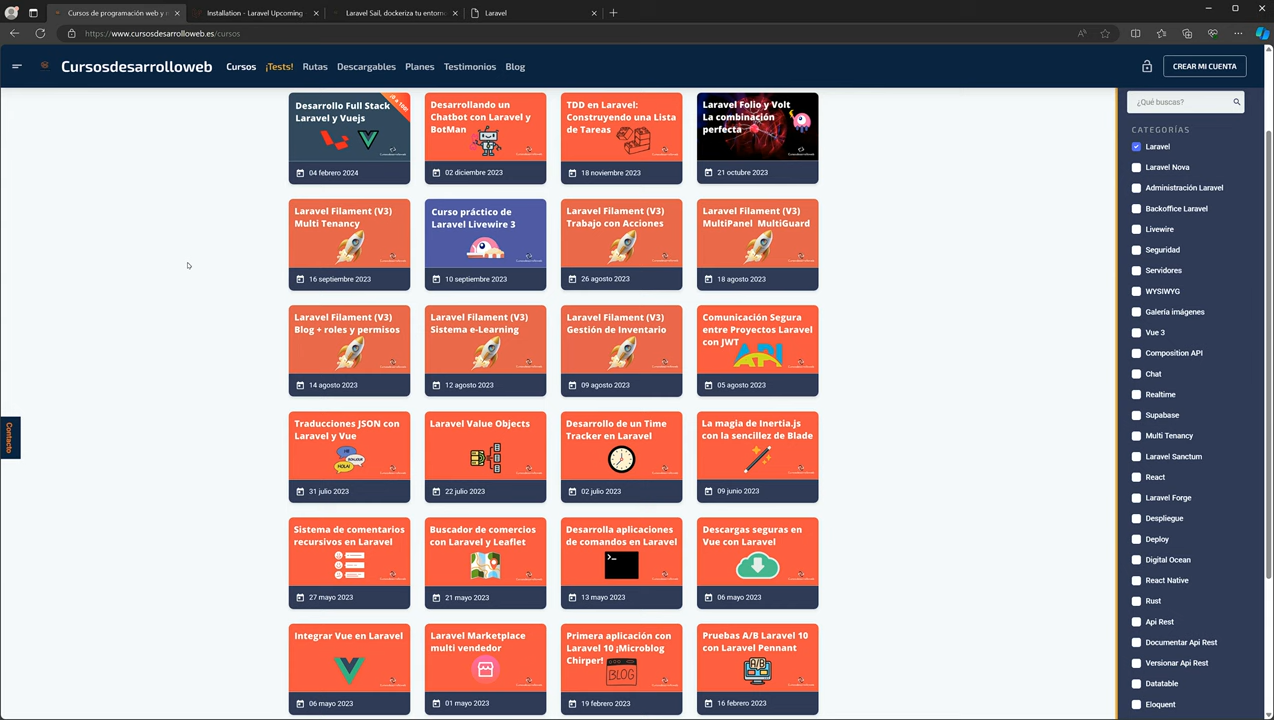 Cursos de programación web y m
Installation - Laravel Upcoming
Laravel Sail, dockeriza tu entorn
Laravel
https://www.cursosdesarrolloweb.es/cursos
Cursosdesarrolloweb
Cursos
¡Tests!
Rutas
Descargables
Planes
Testimonios
Blog
CREAR MI CUENTA
Desarrollo Full Stack
Laravel y Vuejs
04 febrero 2024
Desarrollando un
Chatbot con Laravel y
BotMan
02 diciembre 2023
TDD en Laravel:
Construyendo una Lista
de Tareas
18 noviembre 2023
Laravel Folio y Volt
La combinación
perfecta
21 octubre 2023
Laravel Filament (V3)
Multi Tenancy
16 septiembre 2023
Curso práctico de
Laravel Livewire 3
10 septiembre 2023
Laravel Filament (V3)
Trabajo con Acciones
26 agosto 2023
Laravel Filament (V3)
MultiPanel MultiGuard
18 agosto 2023
Laravel Filament (V3)
Blog + roles y permisos
14 agosto 2023
Laravel Filament (V3)
Sistema e-Learning
12 agosto 2023
Laravel Filament (V3)
Gestión de Inventario
09 agosto 2023
Comunicación Segura
entre Proyectos Laravel
con JWT
API
05 agosto 2023
Traducciones JSON con
Laravel y Vue
HI
BONJOUR
HOLA!
31 julio 2023
Laravel Value Objects
22 julio 2023
Desarrollo de un Time
Tracker en Laravel
02 julio 2023
La magia de Inertia.js
con la sencillez de Blade
09 junio 2023
Sistema de comentarios
recursivos en Laravel
27 mayo 2023
Buscador de comercios
con Laravel y Leaflet
21 mayo 2023
Desarrolla aplicaciones
de comandos en Laravel
13 mayo 2023
Descargas seguras en
Vue con Laravel
06 mayo 2023
Integrar Vue en Laravel
06 mayo 2023
Laravel Marketplace
multi vendedor
01 mayo 2023
Primera aplicación con
Laravel 10 ¡Microblog
Chirper!
BLOG
19 febrero 2023
Pruebas A/B Laravel 10
con Laravel Pennant
A/B
16 febrero 2023
Contacto
¿Qué buscas?
CATEGORÍAS
Laravel
Laravel Nova
Administración Laravel
Backoffice Laravel
Livewire
Seguridad
Servidores
WYSIWYG
Galería imágenes
Vue 3
Composition API
Chat
Realtime
Supabase
Multi Tenancy
Laravel Sanctum
React
Laravel Forge
Despliegue
Deploy
Digital Ocean
React Native
Rust
Api Rest
Documentar Api Rest
Versionar Api Rest
Datatable
Eloquent